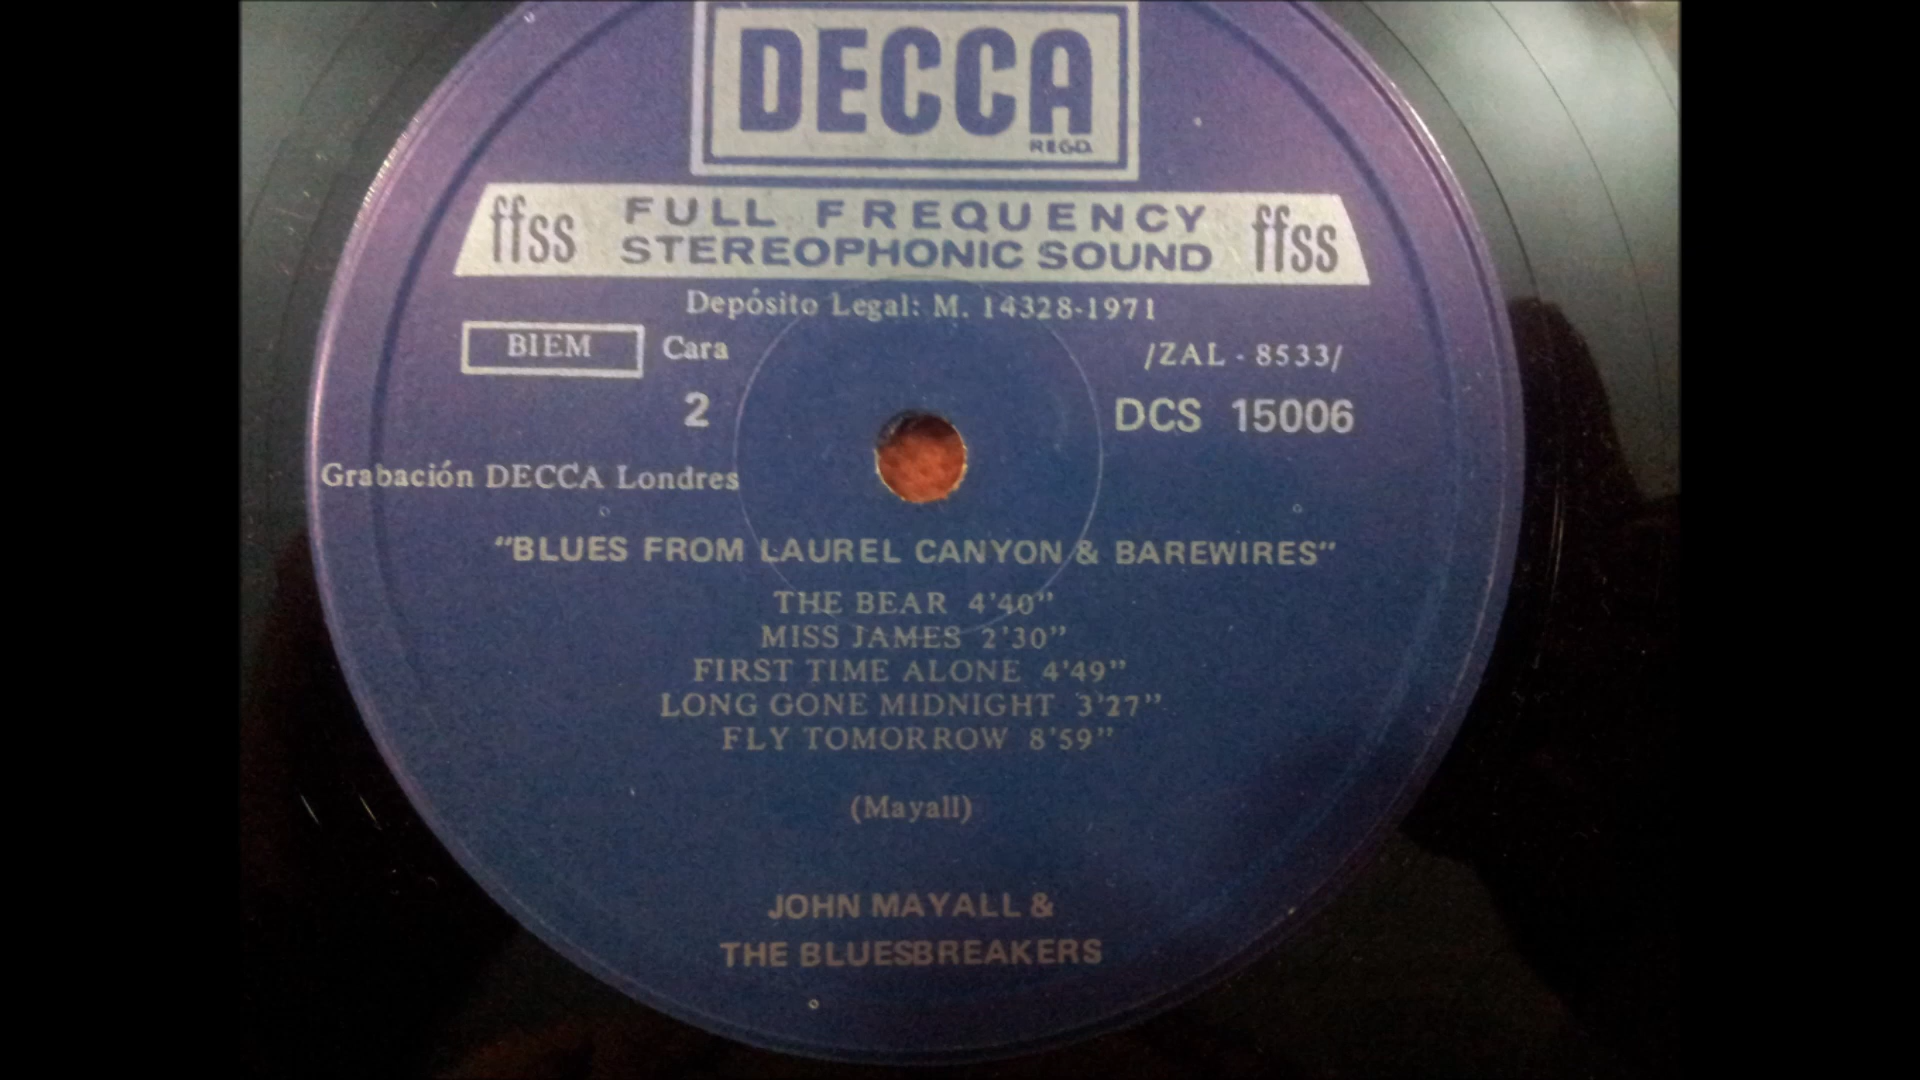 DECCA
REGD.
ffss FULL FREQUENCY ffss
STEREOPHONIC SOUND
Depósito Legal: M. 14328-1971
BIEM Cara /ZAL - 8533/
2 DCS 15006
Grabación DECCA Londres
"BLUES FROM LAUREL CANYON & BAREWIRES"
THE BEAR 4'40"
MISS JAMES 2'30"
FIRST TIME ALONE 4'49"
LONG GONE MIDNIGHT 3'27"
FLY TOMORROW 8'59"
(Mayall)
JOHN MAYALL &
THE BLUESBREAKERS